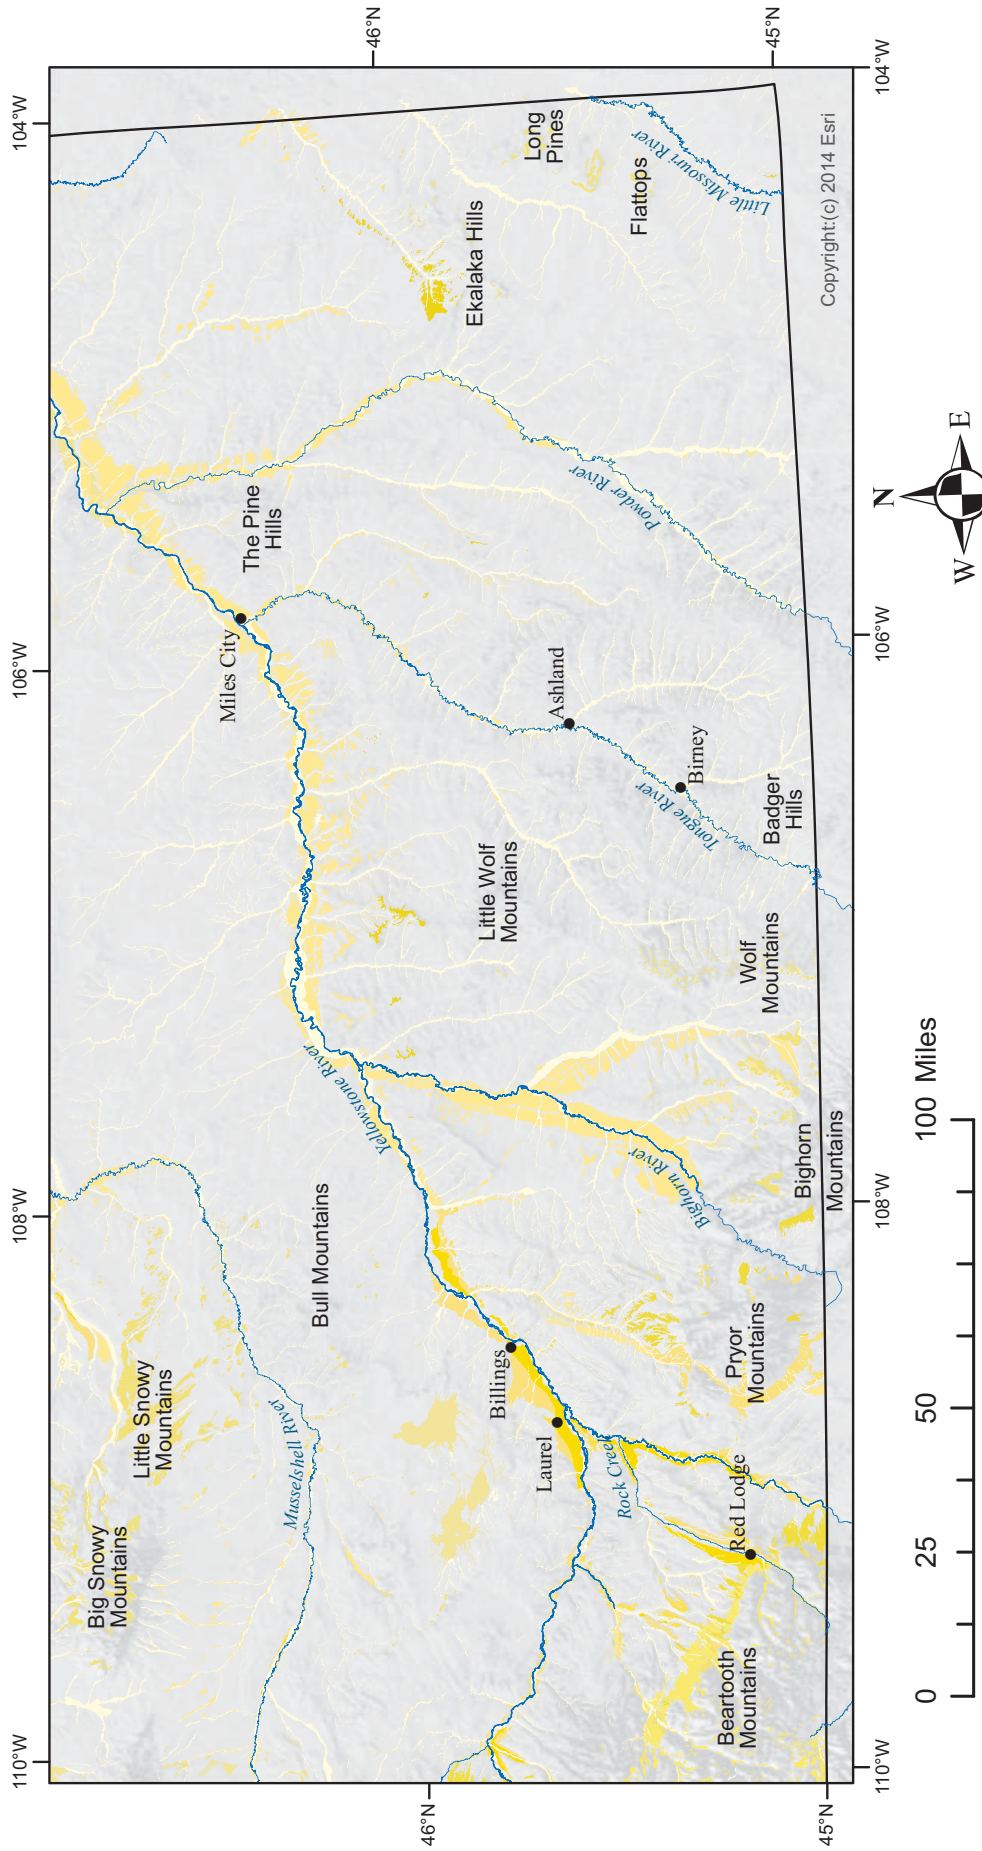 110°W
108°W
106°W
104°W
46°N
46°N
45°N
45°N
Big Snowy
Mountains
Little Snowy
Mountains
Musselshell River
Bull Mountains
Miles City
The Pine
Hills
Yellowstone River
Ekalaka Hills
Long
Pines
Flattops
Little Missouri River
Powder River
Little Wolf
Mountains
Ashland
Birney
Tongue River
Badger
Hills
Wolf
Mountains
Billings
Laurel
Rock Creek
Red Lodge
Beartooth
Mountains
Pryor
Mountains
Bighorn River
Bighorn
Mountains
Copyright:(c) 2014 Esri
110°W
108°W
106°W
104°W
0
25
50
100 Miles
N
W
E